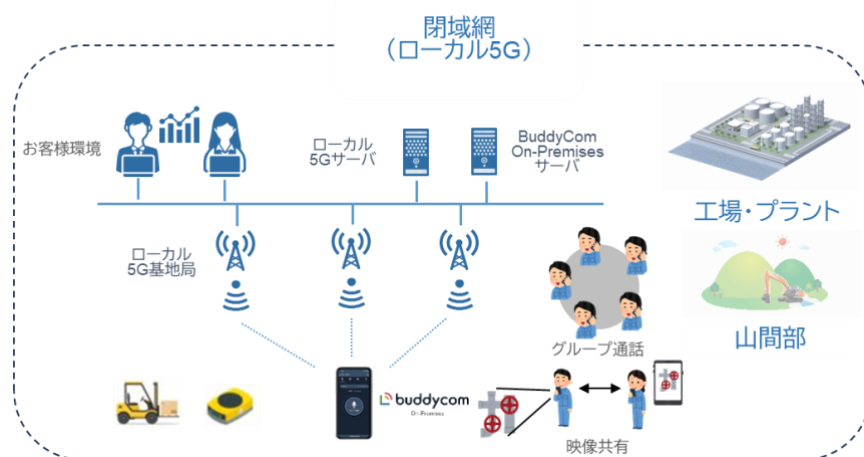 閉域網
(ローカル5G)
お客様環境
ローカル
5Gサーバ
BuddyCom
On-Premises
サーバ
工場・プラント
ローカル
5G基地局
グループ通話
山間部
buddycom
On-Premises
映像共有